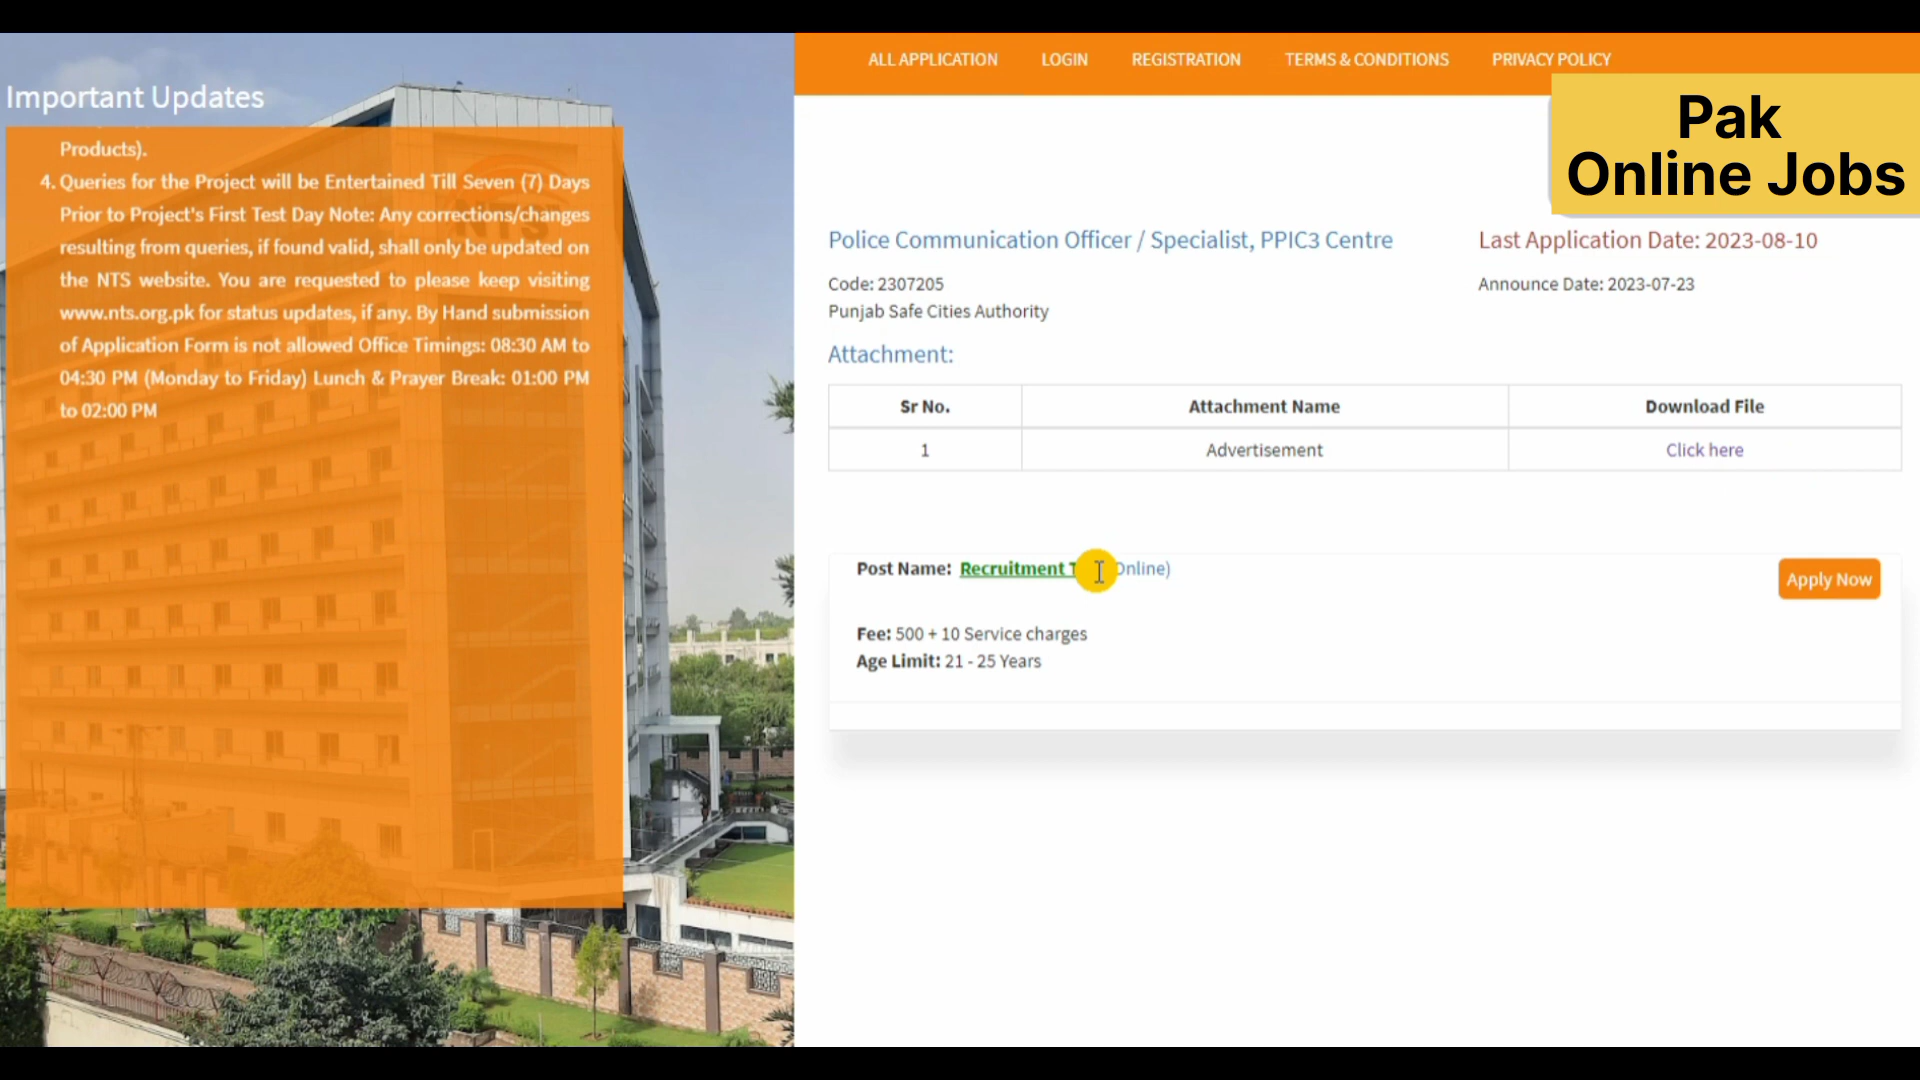 ALL APPLICATION LOGIN REGISTRATION TERMS & CONDITIONS PRIVACY POLICY
Pak
Online Jobs
Important Updates
Products).
4. Queries for the Project will be Entertained Till Seven (7) Days
Prior to Project's First Test Day Note: Any corrections/changes
resulting from queries, if found valid, shall only be updated on
the NTS website. You are requested to please keep visiting
www.nts.org.pk for status updates, if any. By Hand submission
of Application Form is not allowed Office Timings: 08:30 AM to
04:30 PM (Monday to Friday) Lunch & Prayer Break: 01:00 PM
to 02:00 PM
NTS
Police Communication Officer / Specialist, PPIC3 Centre
Last Application Date: 2023-08-10
Code: 2307205
Announce Date: 2023-07-23
Punjab Safe Cities Authority
Attachment:
Sr No. Attachment Name Download File
1 Advertisement Click here
Post Name: Recruitment Online)
Apply Now
Fee: 500 + 10 Service charges
Age Limit: 21 - 25 Years